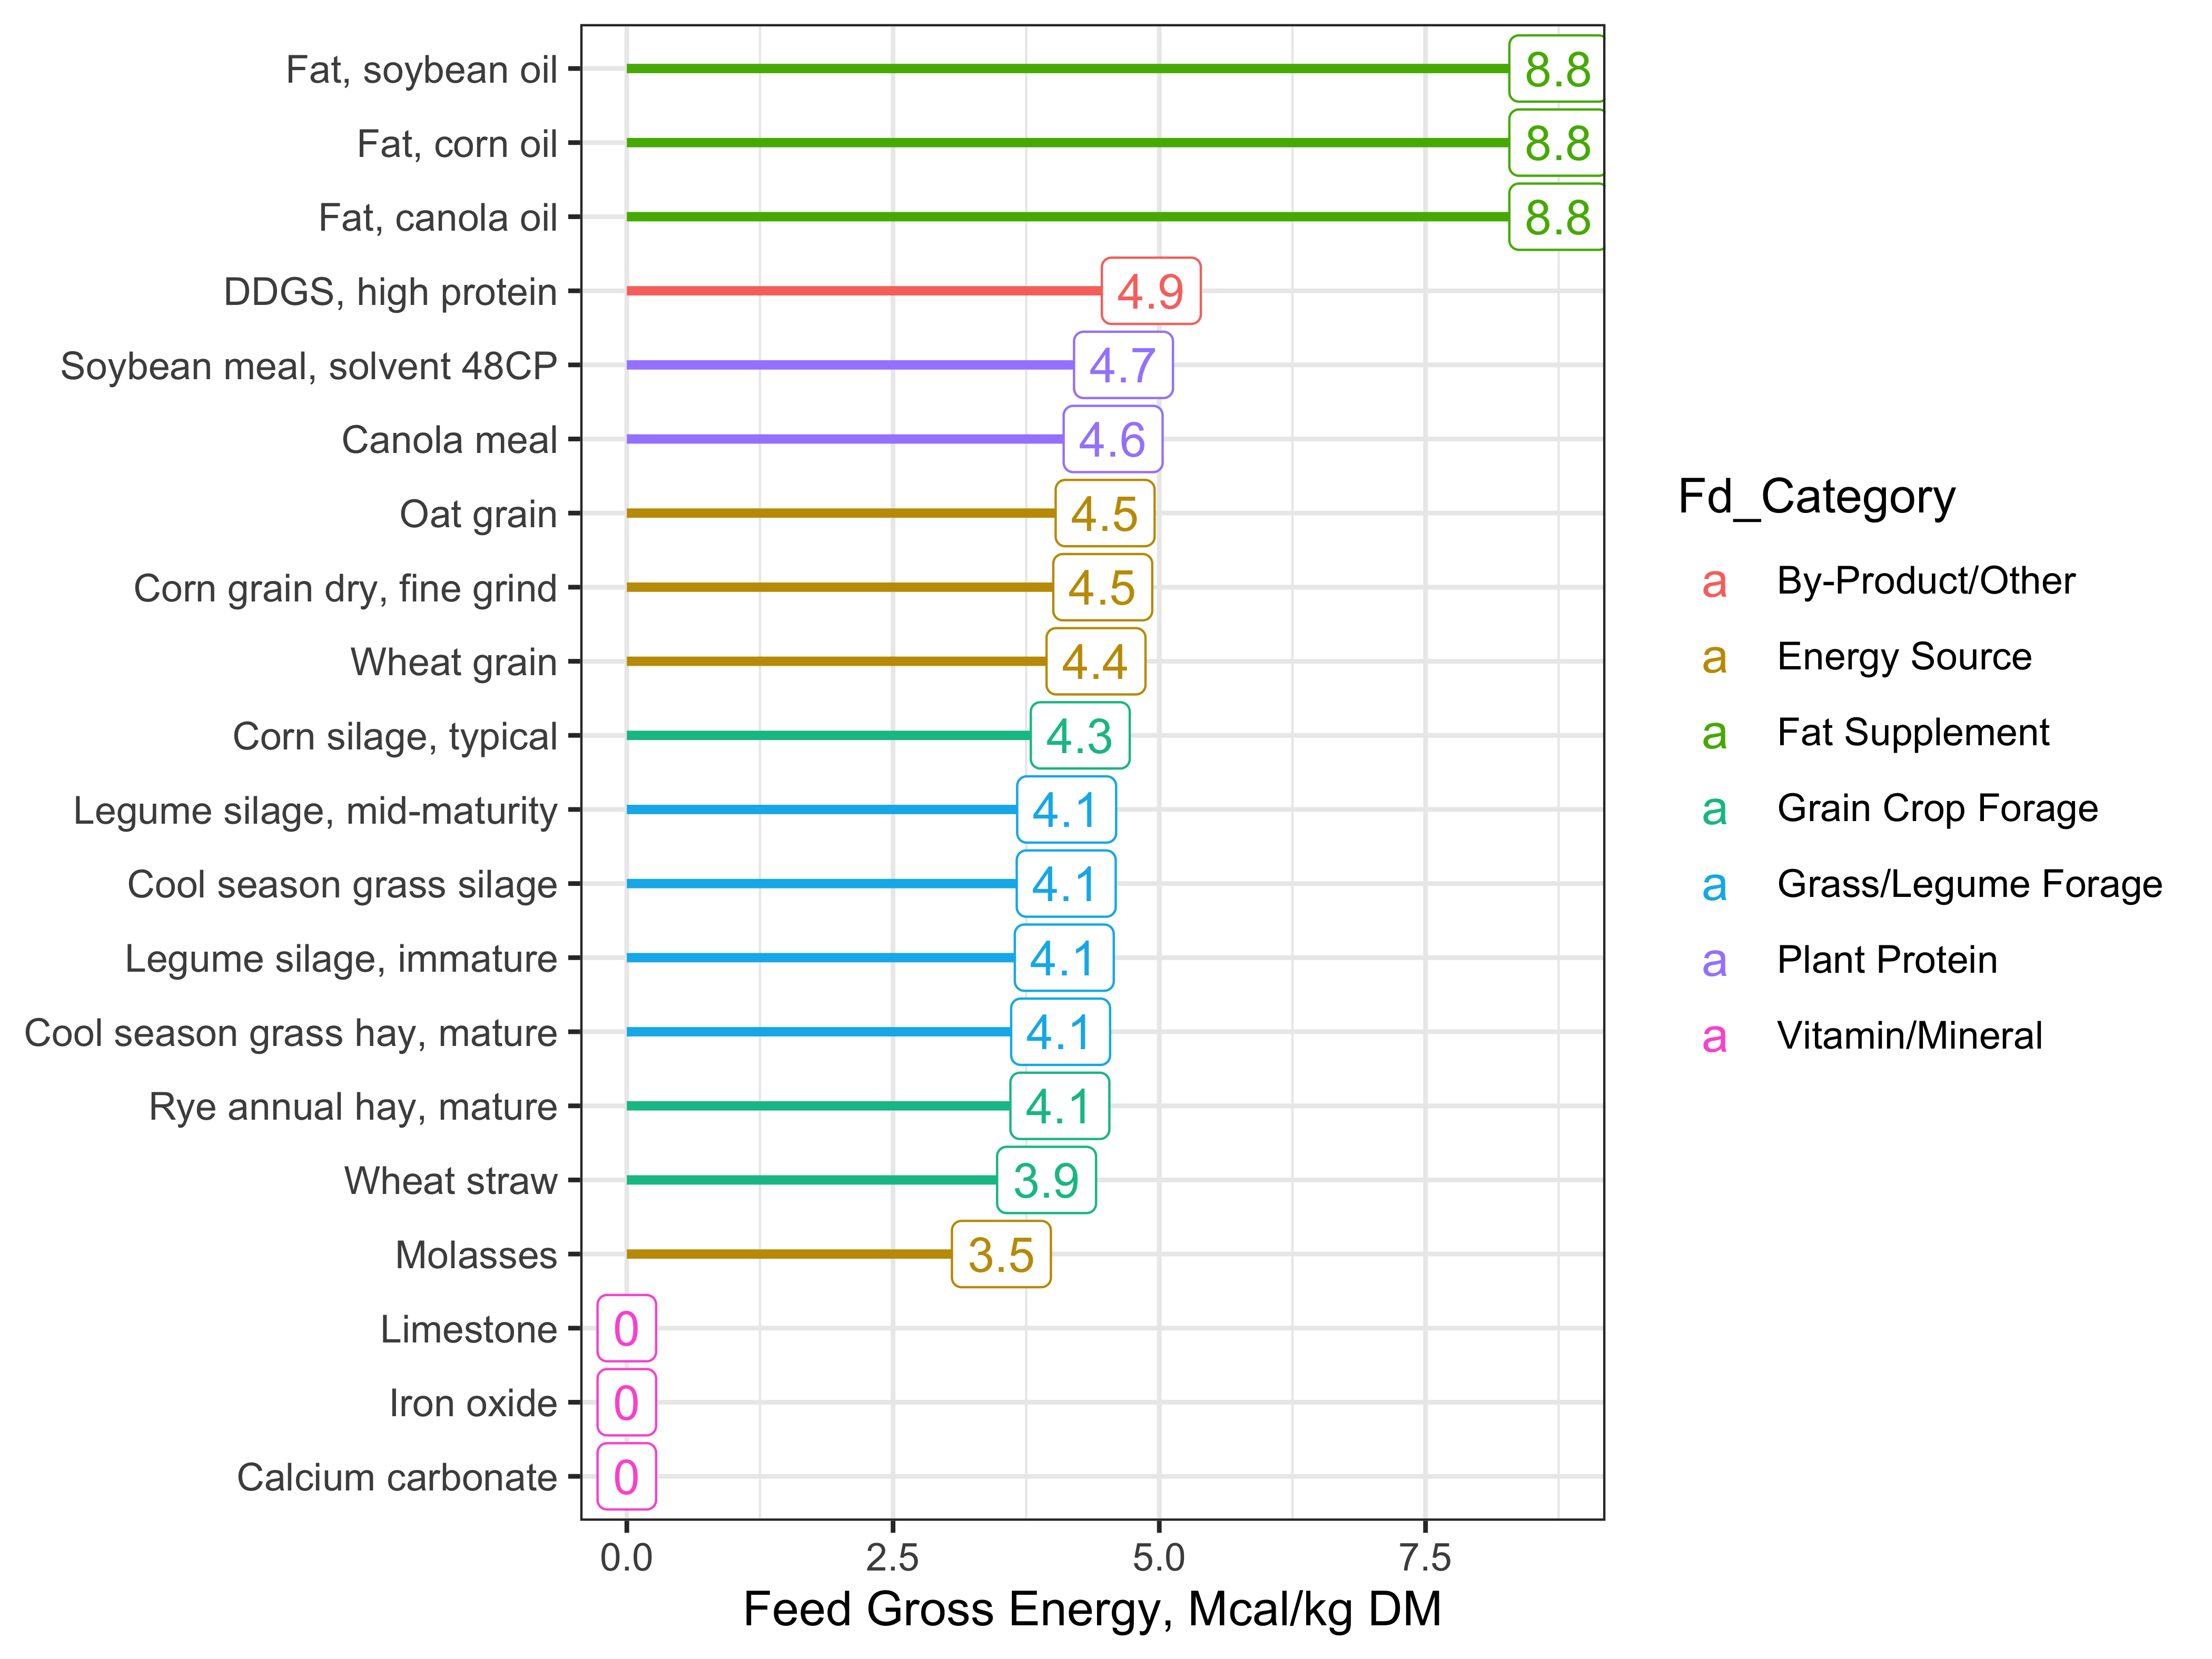 Fat, soybean oil 8.8
Fat, corn oil 8.8
Fat, canola oil 8.8
DDGS, high protein 4.9
Soybean meal, solvent 48CP 4.7
Canola meal 4.6
Oat grain 4.5
Corn grain dry, fine grind 4.5
Wheat grain 4.4
Corn silage, typical 4.3
Legume silage, mid-maturity 4.1
Cool season grass silage 4.1
Legume silage, immature 4.1
Cool season grass hay, mature 4.1
Rye annual hay, mature 4.1
Wheat straw 3.9
Molasses 3.5
Limestone 0
Iron oxide 0
Calcium carbonate 0
0.0 2.5 5.0 7.5
Feed Gross Energy, Mcal/kg DM
Fd_Category
a By-Product/Other
a Energy Source
a Fat Supplement
a Grain Crop Forage
a Grass/Legume Forage
a Plant Protein
a Vitamin/Mineral